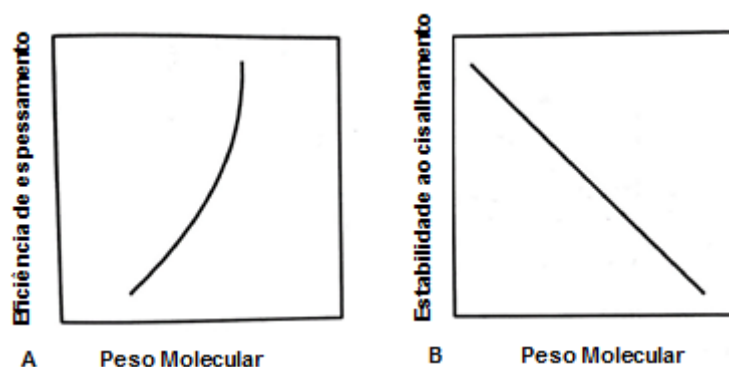 Eficiência de espessamento
A Peso Molecular
Estabilidade ao cisalhamento
B Peso Molecular